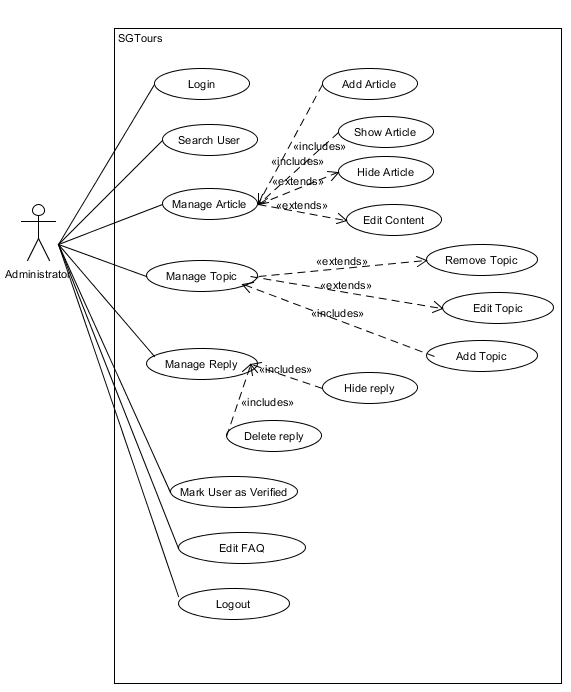 SGTours
Login
Add Article
Search User
Show Article
«includes»
«includes»
Hide Article
«extends»
Manage Article
«extends»
Edit Content
Administrator
Manage Topic
«extends»
Remove Topic
«extends»
Edit Topic
«includes»
Add Topic
Manage Reply
«includes»
Hide reply
«includes»
Delete reply
Mark User as Verified
Edit FAQ
Logout